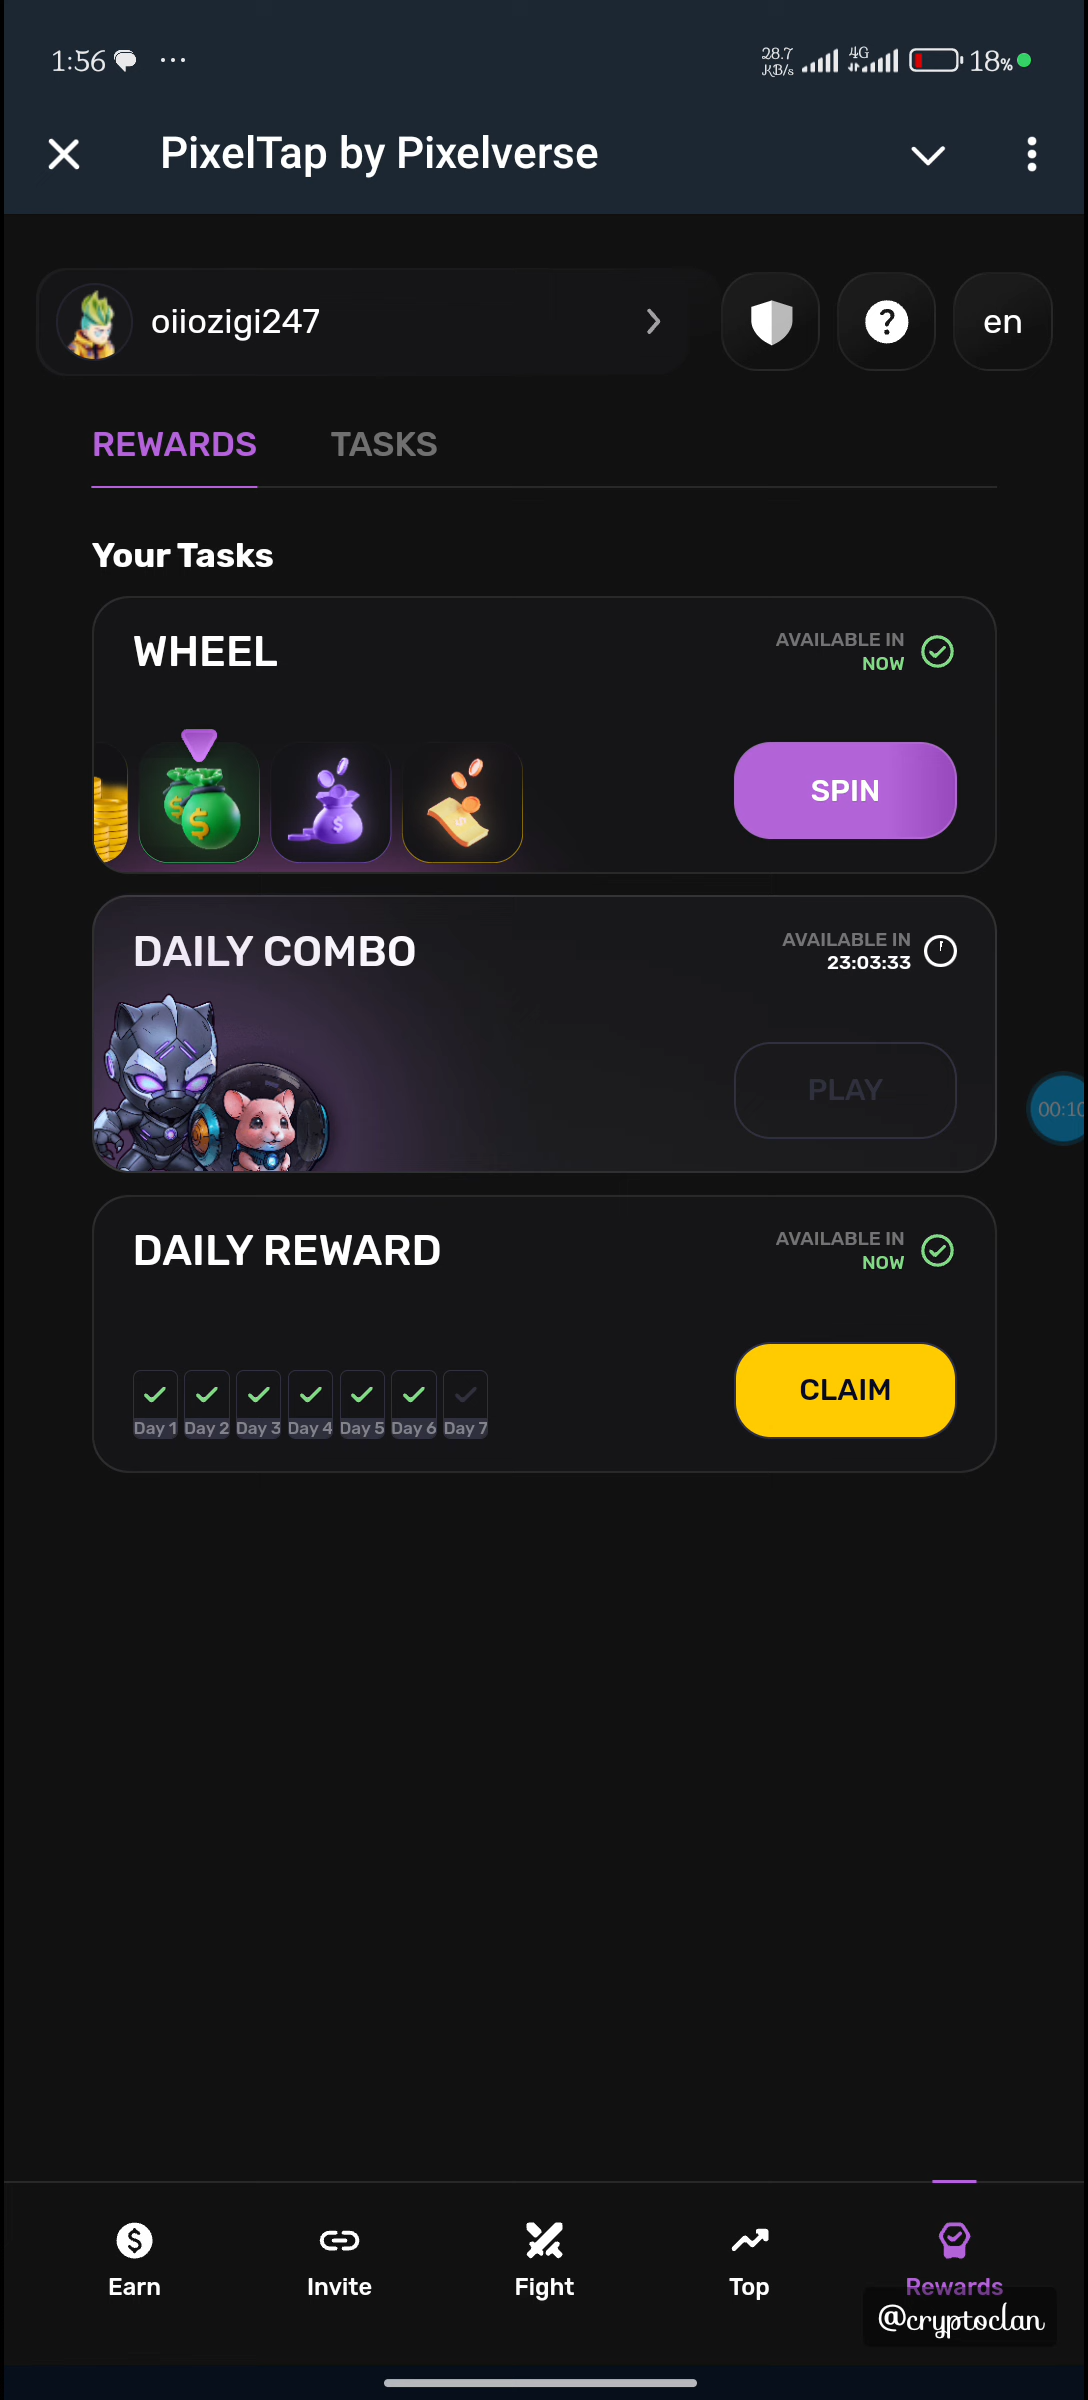 1:56 ... 28.7 KB/s 4G 18%
PixelTap by Pixelverse
oiiozigi247 ? en
REWARDS TASKS
Your Tasks
WHEEL
AVAILABLE IN
NOW
SPIN
DAILY COMBO
AVAILABLE IN
23:03:33
PLAY
00:10
DAILY REWARD
AVAILABLE IN
NOW
Day 1 Day 2 Day 3 Day 4 Day 5 Day 6 Day 7
CLAIM
Earn Invite Fight Top Rewards
@cryptoclan